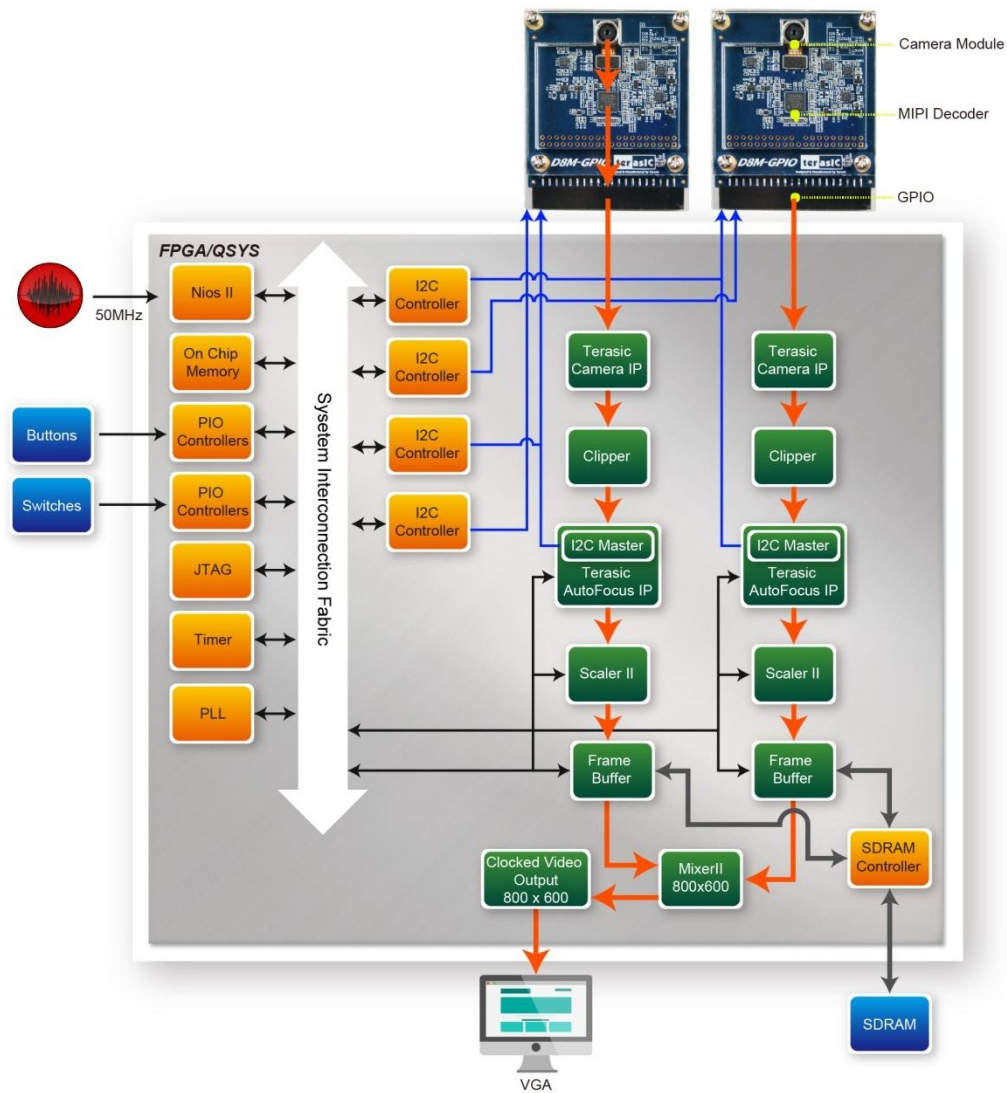 Camera Module
MIPI Decoder
D8M-GPIO terasIC
D8M-GPIO terasIC
GPIO
FPGA/QSYS
50MHz
Nios II
On Chip
Memory
Buttons
PIO
Controllers
Switches
PIO
Controllers
JTAG
Timer
PLL
Sysetem Interconnection Fabric
I2C
Controller
I2C
Controller
I2C
Controller
I2C
Controller
Terasic
Camera IP
Clipper
I2C Master
Terasic
AutoFocus IP
Scaler II
Frame
Buffer
Terasic
Camera IP
Clipper
I2C Master
Terasic
AutoFocus IP
Scaler II
Frame
Buffer
Clocked Video
Output
800 x 600
MixerII
800x600
SDRAM
Controller
SDRAM
VGA